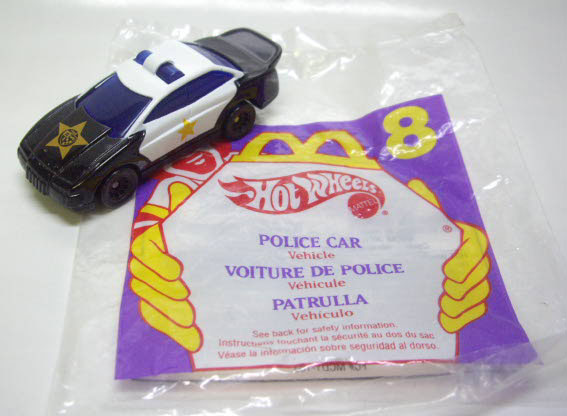 8
Hot Wheels
MATTEL
®
POLICE CAR
Vehicle
VOITURE DE POLICE
Véhicule
PATRULLA
Vehículo
See back for safety information.
Instructions touchant la sécurité au dos du sac.
Véase la información sobre seguridad al dorso.